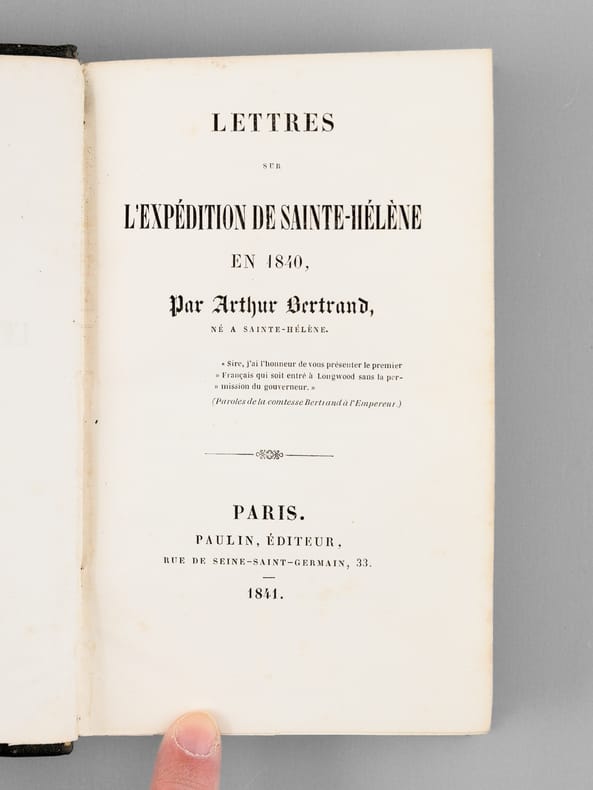 LETTRES
SUR
L'EXPÉDITION DE SAINTE-HÉLÈNE
EN 1840,
Par Arthur Bertrand,
NÉ A SAINTE-HÉLÈNE.
« Sire, j'ai l'honneur de vous présenter le premier
» Français qui soit entré à Longwood sans la per-
» mission du gouverneur. »
(Paroles de la comtesse Bertrand à l'Empereur.)
PARIS.
PAULIN, ÉDITEUR,
RUE DE SEINE-SAINT-GERMAIN, 33.
1841.